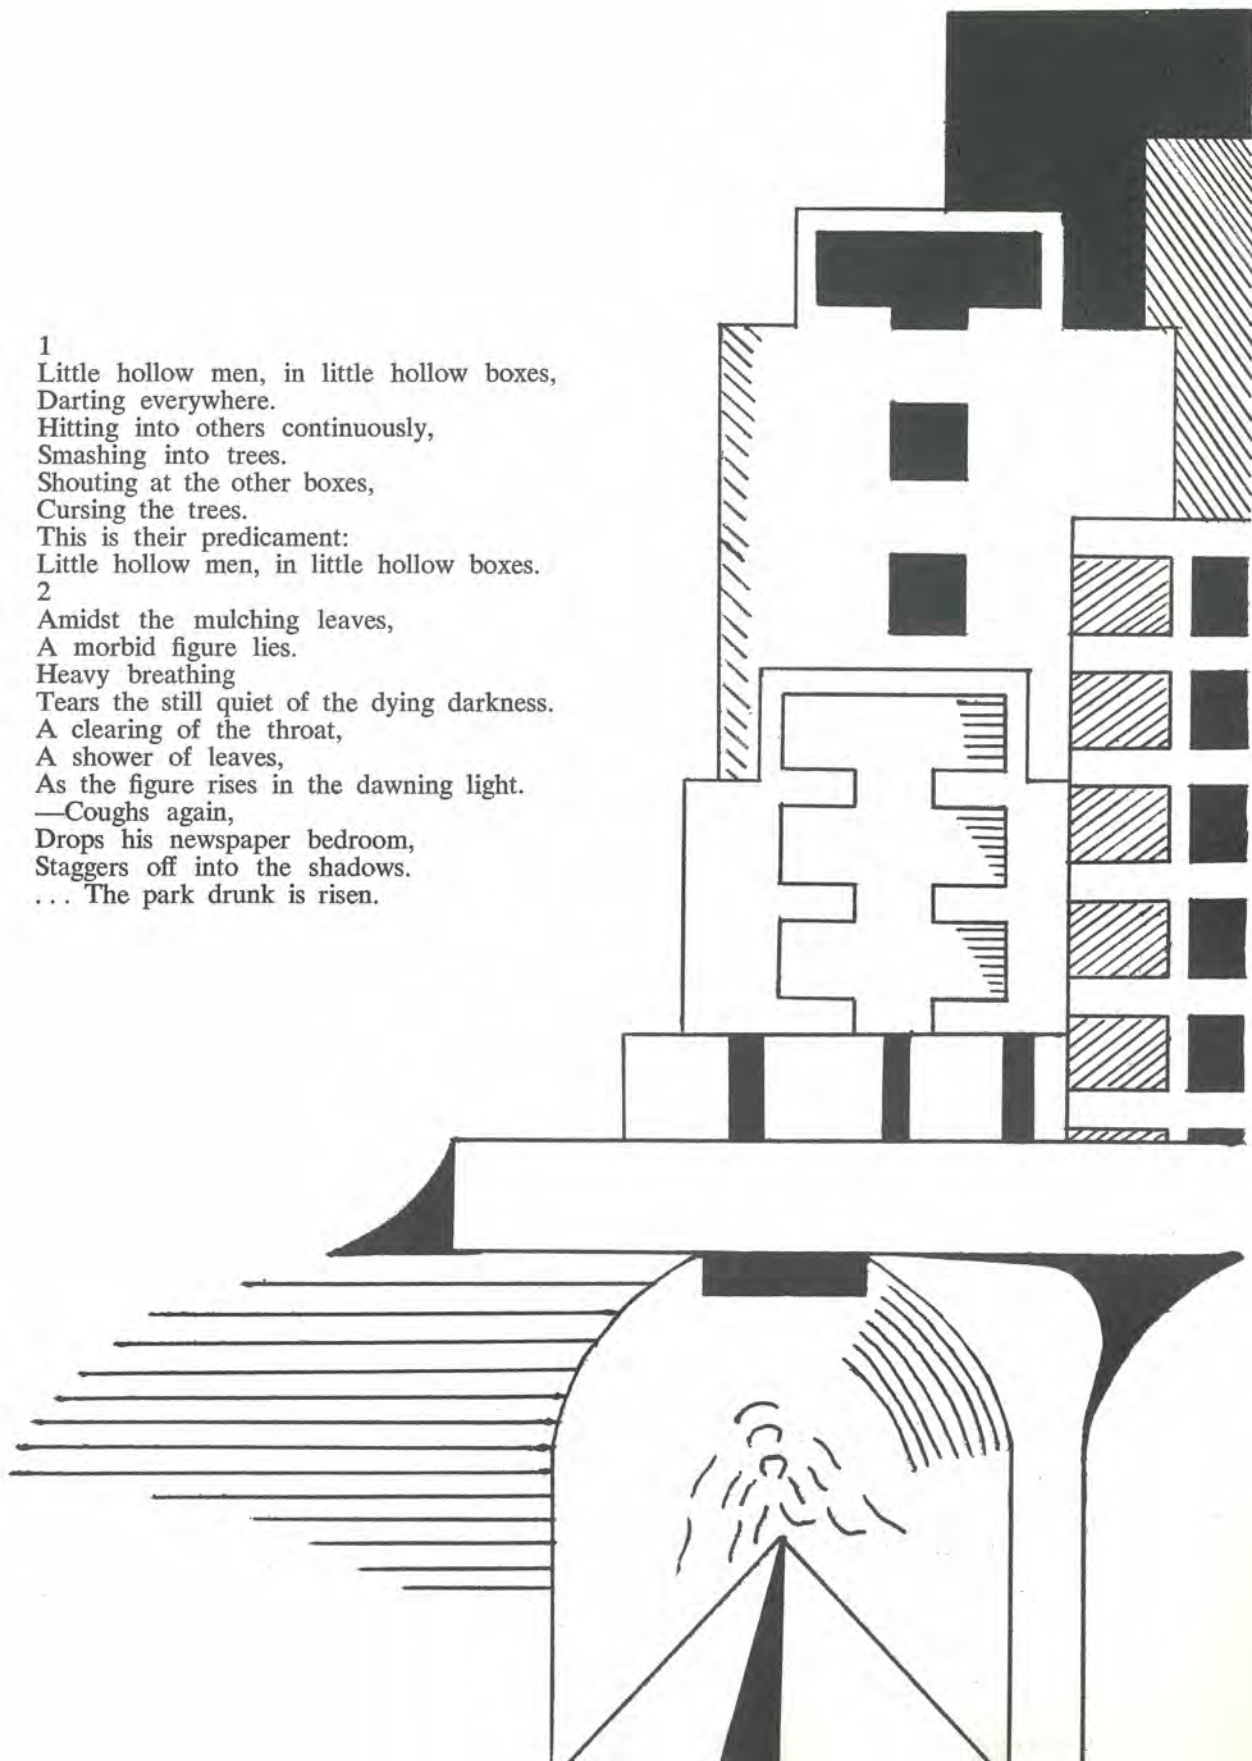 1
Little hollow men, in little hollow boxes,
Darting everywhere.
Hitting into others continuously,
Smashing into trees.
Shouting at the other boxes,
Cursing the trees.
This is their predicament:
Little hollow men, in little hollow boxes.
2
Amidst the mulching leaves,
A morbid figure lies.
Heavy breathing
Tears the still quiet of the dying darkness.
A clearing of the throat,
A shower of leaves,
As the figure rises in the dawning light.
—Coughs again,
Drops his newspaper bedroom,
Staggers off into the shadows.
. . . The park drunk is risen.